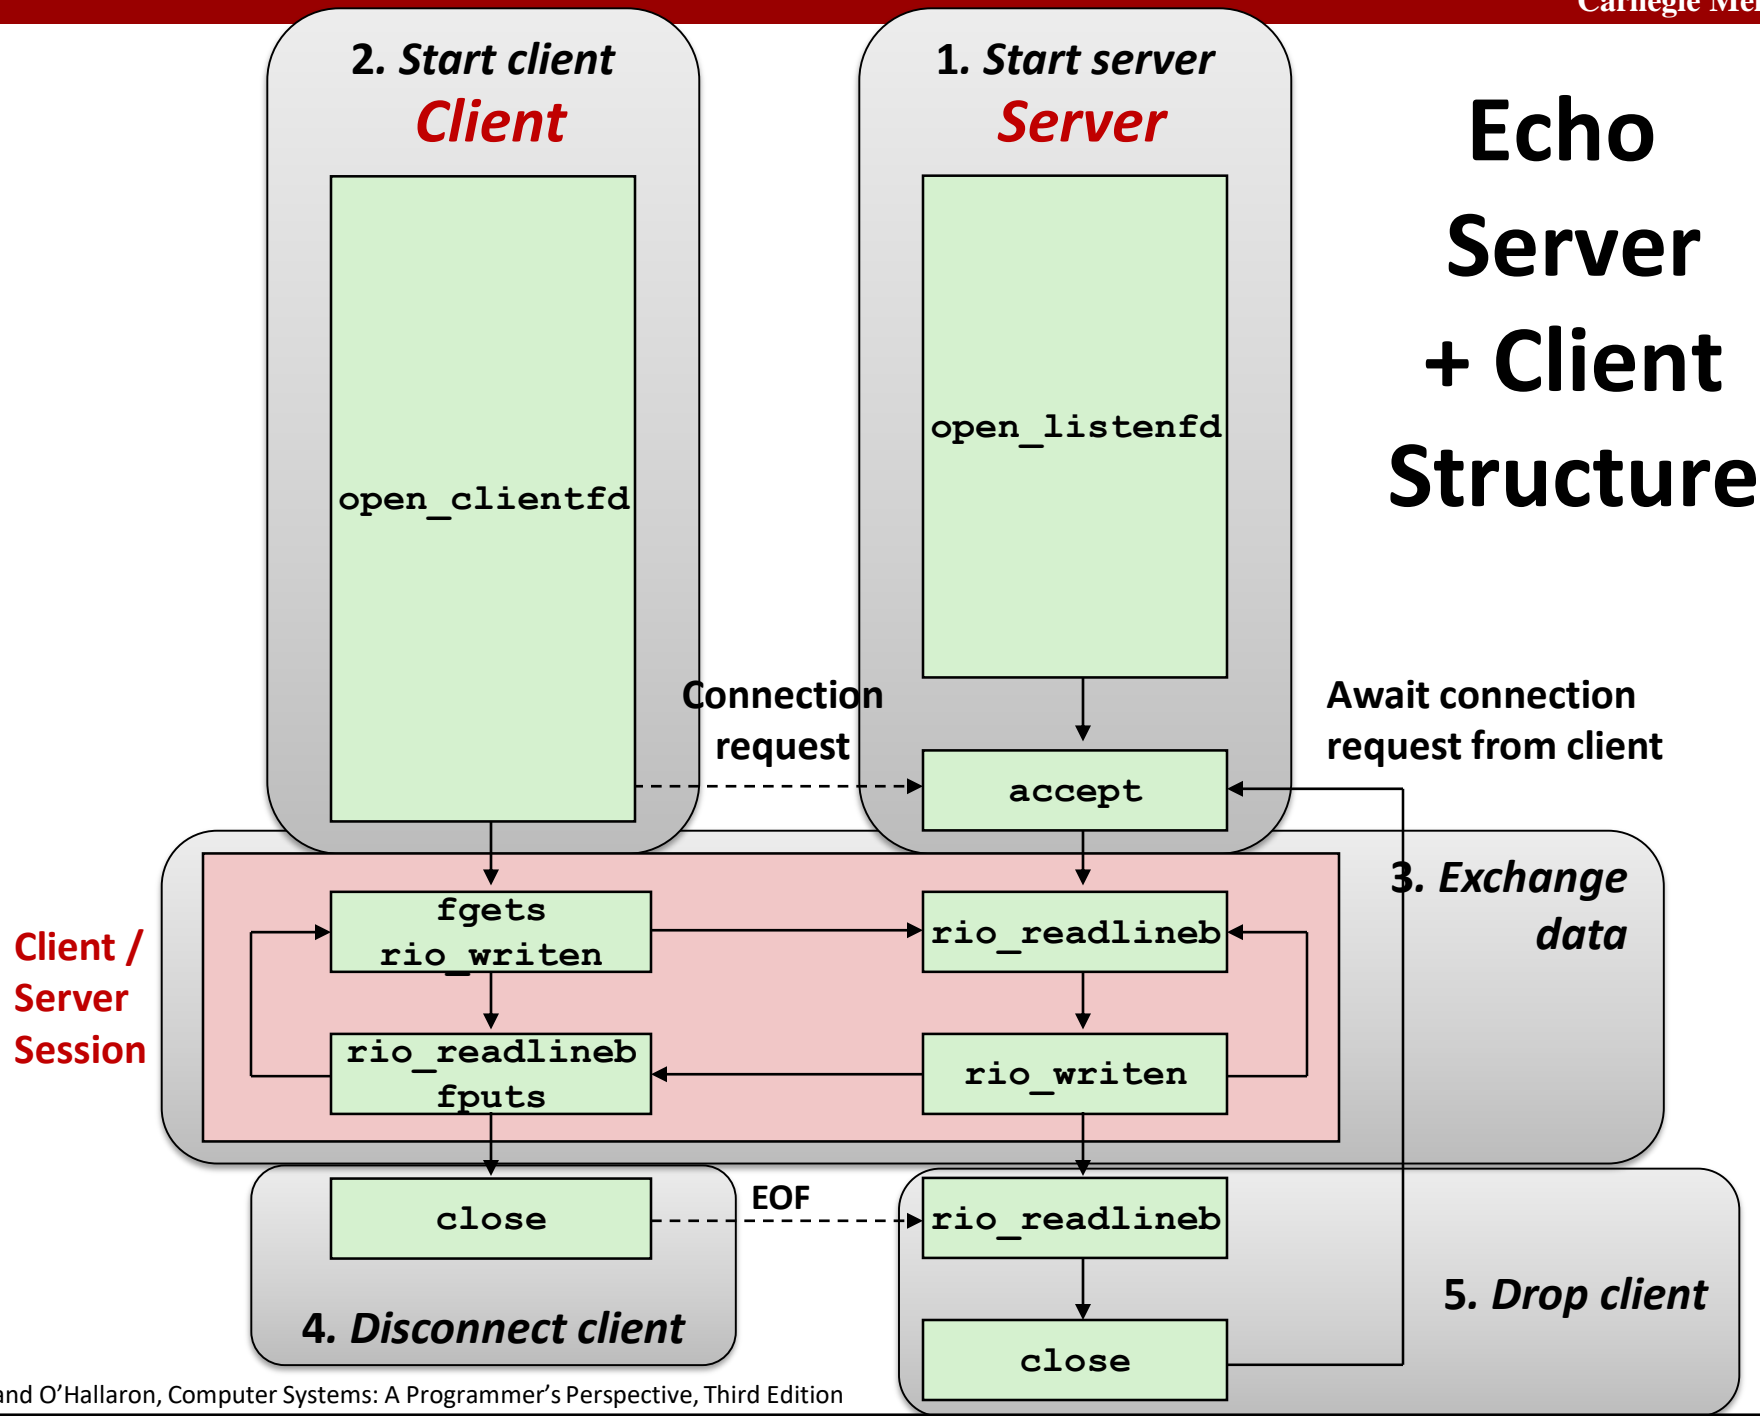 Carnegie Mel
2. Start client
Client
1. Start server
Server
Echo
Server
+ Client
Structure
open_clientfd
open_listenfd
Connection
request
Await connection
request from client
accept
3. Exchange
data
Client /
Server
Session
fgets
rio_writen
rio_readlineb
rio_readlineb
fputs
rio_writen
close
EOF
rio_readlineb
4. Disconnect client
5. Drop client
close
and O'Hallaron, Computer Systems: A Programmer's Perspective, Third Edition